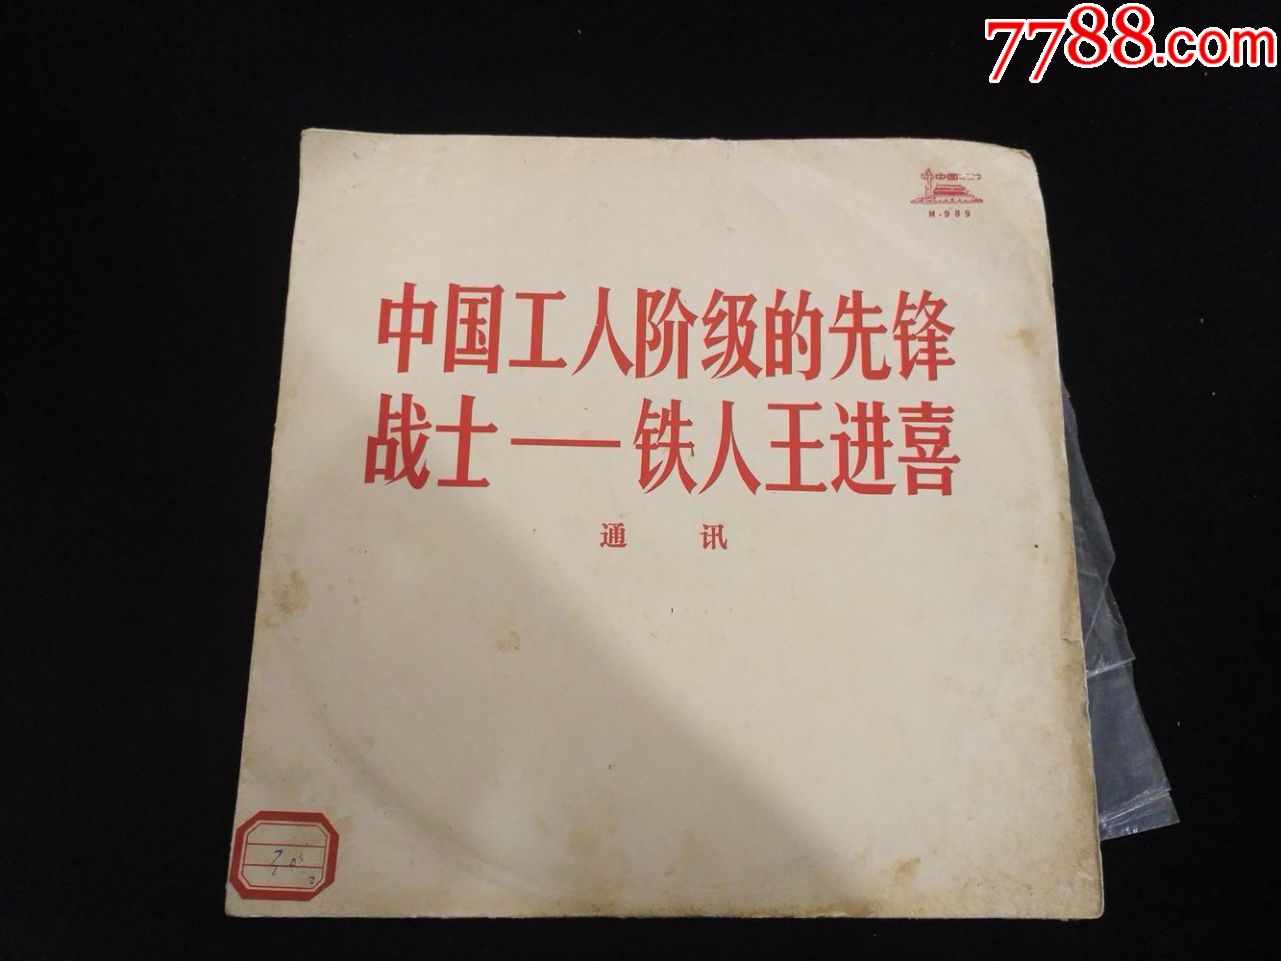 7788.com
中国
M-989
中国工人阶级的先锋
战士——铁人王进喜
通 讯